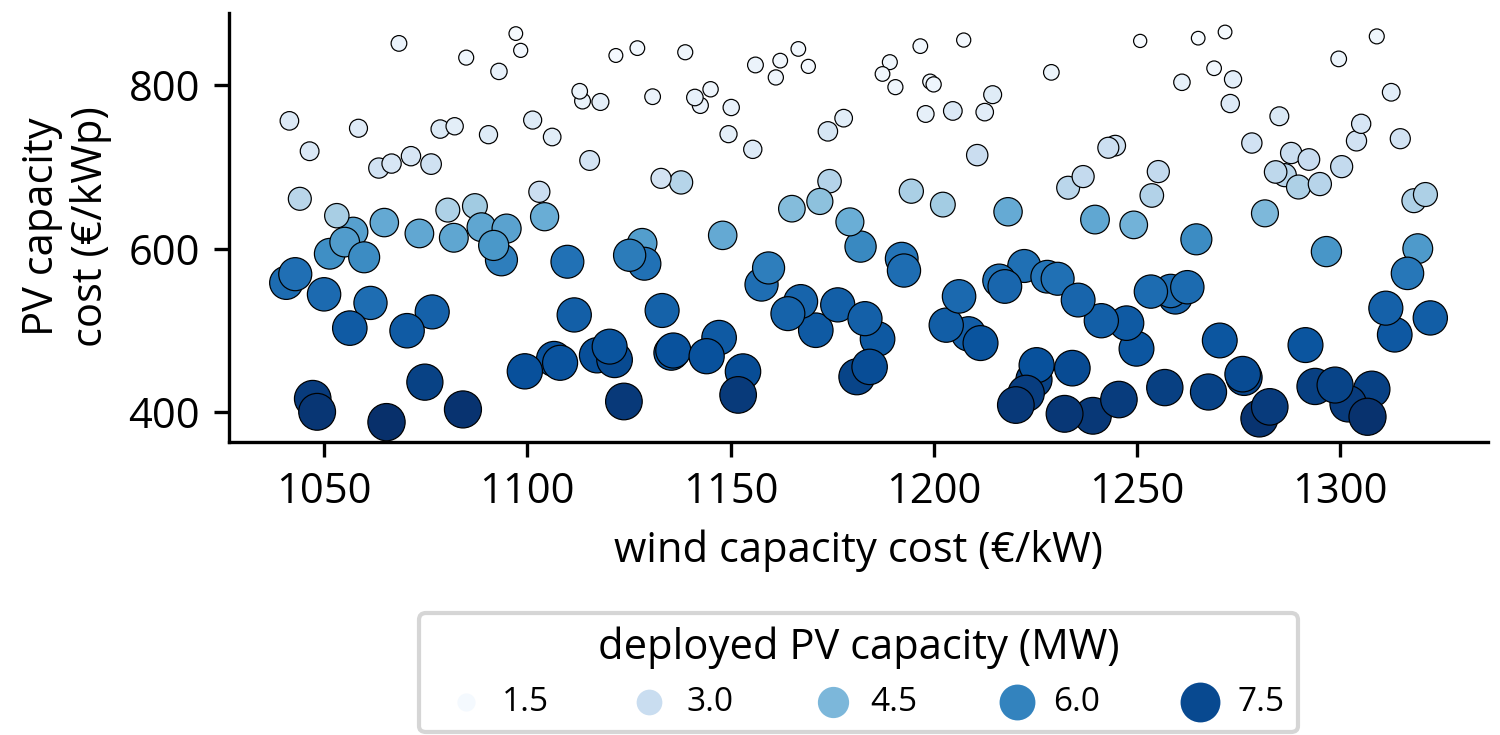 PV capacity
cost (€/kWp)
800
600
400
1050 1100 1150 1200 1250 1300
wind capacity cost (€/kW)
deployed PV capacity (MW)
1.5 3.0 4.5 6.0 7.5